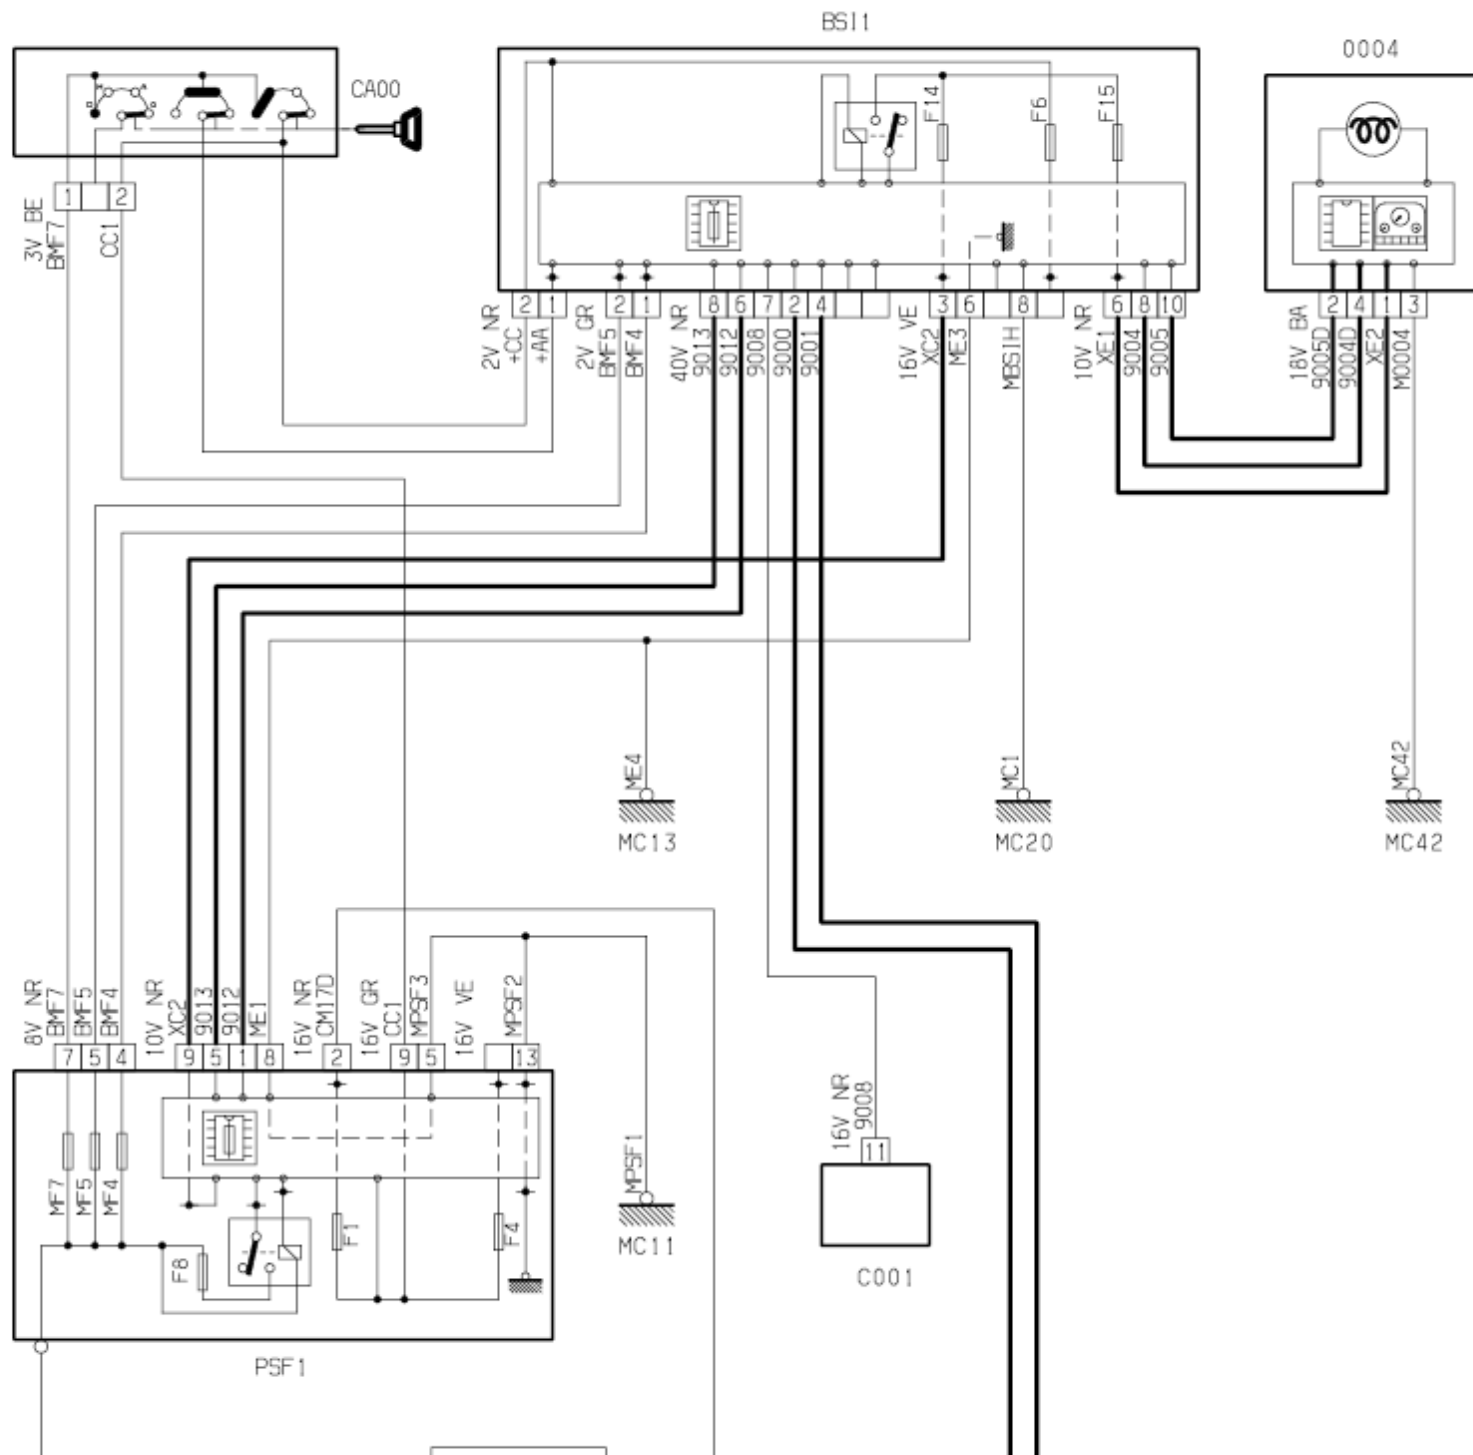 BSI1
0004
CA00
F14
F6
F15
1 2
3V BE
BMF7
CC1
2 1
2V NR
+CC
+AA
2 1
2V GR
BMF5
BMF4
8 6 7 2 4
40V NR
9013
9012
9008
9000
9001
3 6 8
16V VE
XC2
ME3
MBSIH
6 8 10
10V NR
XE1
9004
9005
2 4 1 3
18V BA
9005D
9004D
XE2
M0004
ME4
MC13
MC1
MC20
MC42
MC42
8V NR
BMF7
BMF5
BMF4
7 5 4
10V NR
XC2
9013
9012
ME1
9 5 1 8
16V NR
CM17D
2
16V GR
CC1
MPSF3
9 5
16V VE
MPSF2
13
MF7
MF5
MF4
F8
F1
F4
PSF1
MPSF1
MC11
16V NR
9008
11
C001